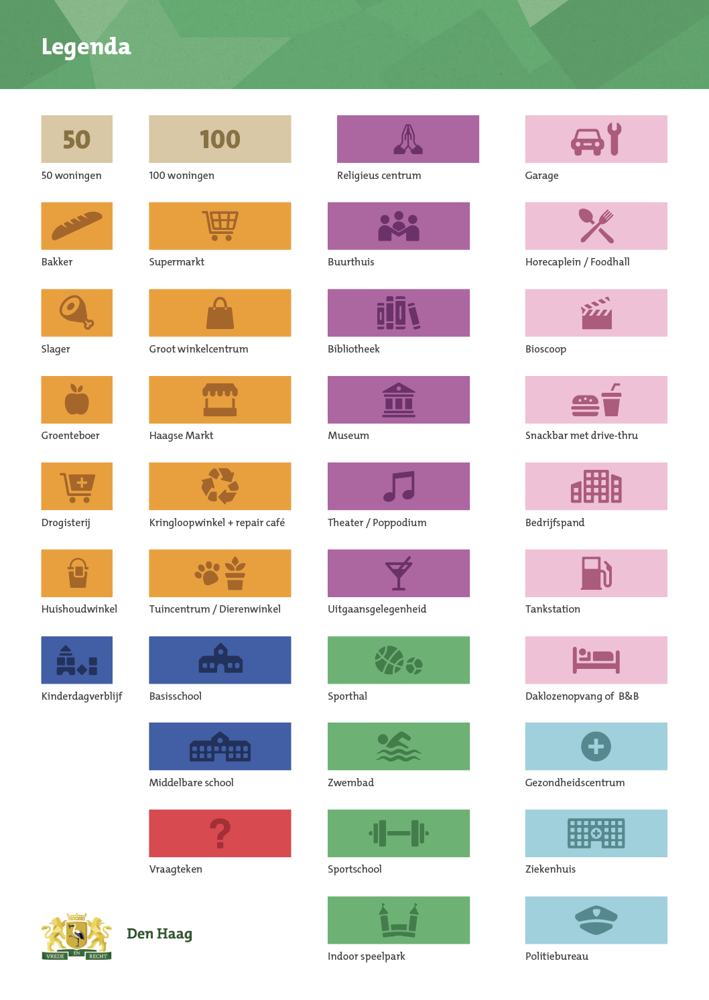 Legenda
50
100
50 woningen
100 woningen
Religieus centrum
Garage
Bakker
Supermarkt
Buurthuis
Horecaplein / Foodhall
Slager
Groot winkelcentrum
Bibliotheek
Bioscoop
Groenteboer
Haagse Markt
Museum
Snackbar met drive-thru
Drogisterij
Kringloopwinkel + repair café
Theater / Poppodium
Bedrijfspand
Huishoudwinkel
Tuincentrum / Dierenwinkel
Uitgaansgelegenheid
Tankstation
Kinderdagverblijf
Basisschool
Sporthal
Daklozenopvang of B&B
Middelbare school
Zwembad
Gezondheidscentrum
?
Vraagteken
Sportschool
Ziekenhuis
Indoor speelpark
Politiebureau
VREDE EN RECHT
Den Haag